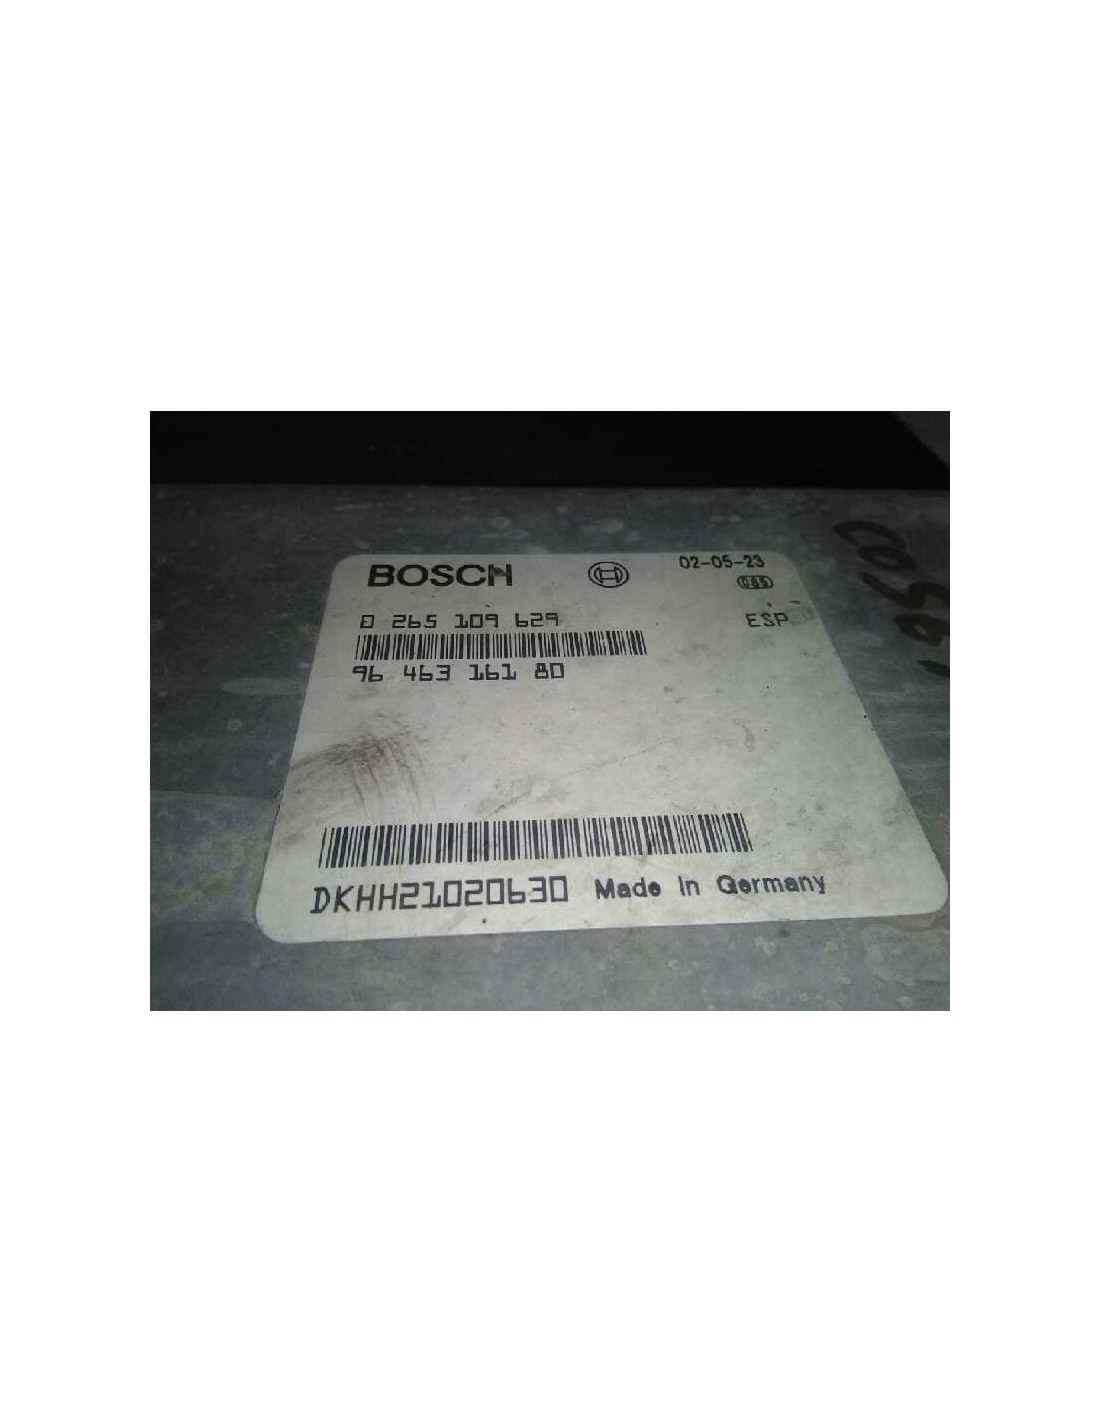 BOSCH
02-05-23
0 265 109 629
ESP
96 463 161 80
DKHH21020630 Made in Germany